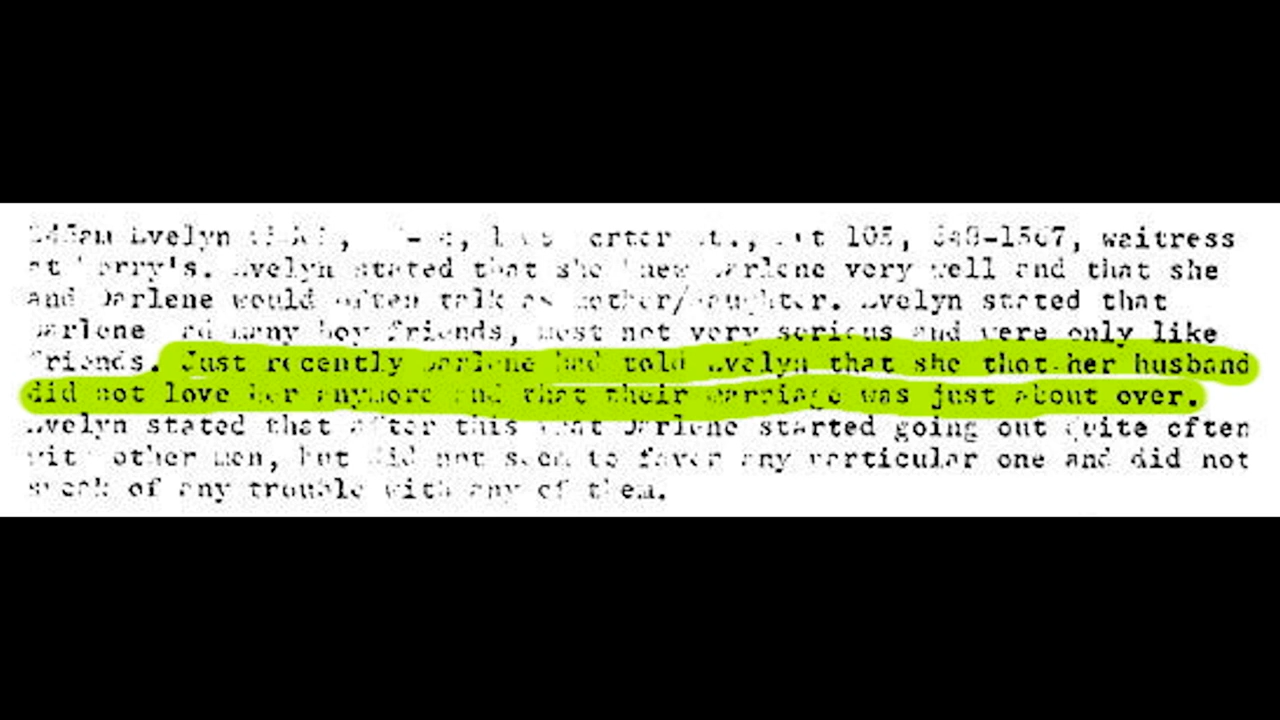 Evelyn 105, waitress
at Terry's. Evelyn stated that she knew Darlene very well and that she
and Darlene would often talk as mother/daughter. Evelyn stated that
Darlene had many boy friends, most not very serious and were only like
friends. Just recently Darlene had told Evelyn that she thot her husband
did not love her anymore and that their marriage was just about over.
Evelyn stated that after this that Darlene started going out quite often
with other men, but did not seem to favor any particular one and did not
speak of any trouble with any of them.